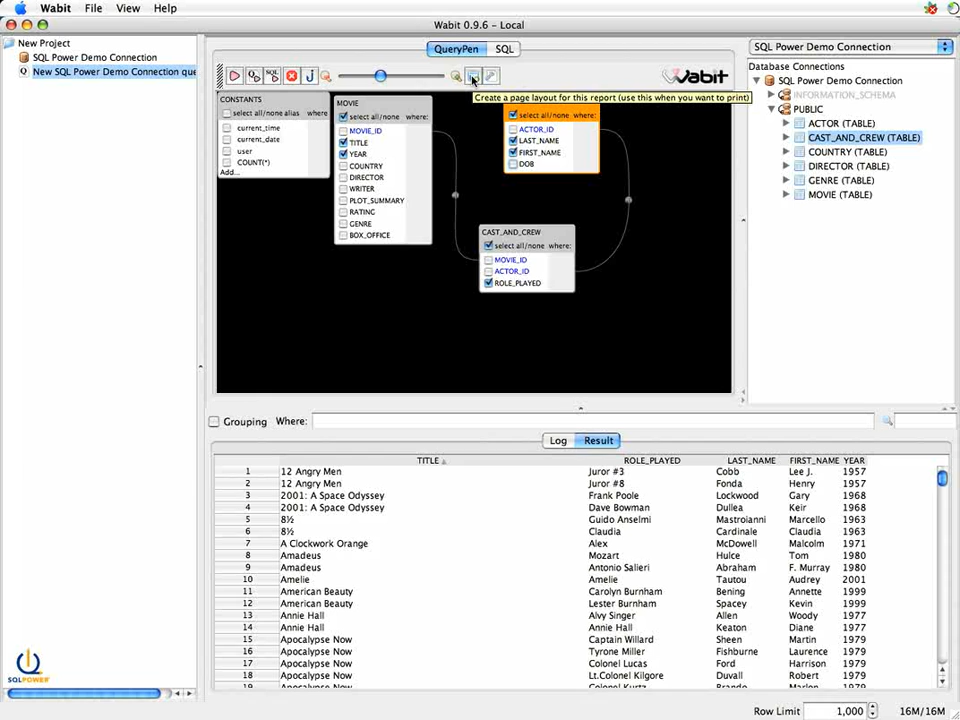 Wabit File View Help
Wabit 0.9.6 - Local
New Project
SQL Power Demo Connection
New SQL Power Demo Connection que
QueryPen SQL
Wabit
Create a page layout for this report (use this when you want to print)
CONSTANTS
select all/none alias where
current_time
current_date
user
COUNT(*)
Add...
MOVIE
select all/none where:
MOVIE_ID
TITLE
YEAR
COUNTRY
DIRECTOR
WRITER
PLOT_SUMMARY
RATING
GENRE
BOX_OFFICE
select all/none where:
ACTOR_ID
LAST_NAME
FIRST_NAME
DOB
CAST_AND_CREW
select all/none where:
MOVIE_ID
ACTOR_ID
ROLE_PLAYED
SQL Power Demo Connection
Database Connections
SQL Power Demo Connection
INFORMATION_SCHEMA
PUBLIC
ACTOR (TABLE)
CAST_AND_CREW (TABLE)
COUNTRY (TABLE)
DIRECTOR (TABLE)
GENRE (TABLE)
MOVIE (TABLE)
Grouping Where:
Log Result
TITLE ROLE_PLAYED LAST_NAME FIRST_NAME YEAR
1 12 Angry Men Juror #3 Cobb Lee J. 1957
2 12 Angry Men Juror #8 Fonda Henry 1957
3 2001: A Space Odyssey Frank Poole Lockwood Gary 1968
4 2001: A Space Odyssey Dave Bowman Dullea Keir 1968
5 8½ Guido Anselmi Mastroianni Marcello 1963
6 8½ Claudia Cardinale Claudia 1963
7 A Clockwork Orange Alex McDowell Malcolm 1971
8 Amadeus Mozart Hulce Tom 1980
9 Amadeus Antonio Salieri Abraham F. Murray 1980
10 Amelie Amelie Tautou Audrey 2001
11 American Beauty Carolyn Burnham Bening Annette 1999
12 American Beauty Lester Burnham Spacey Kevin 1999
13 Annie Hall Alvy Singer Allen Woody 1977
14 Annie Hall Annie Hall Keaton Diane 1977
15 Apocalypse Now Captain Willard Sheen Martin 1979
16 Apocalypse Now Tyrone Miller Fishburne Laurence 1979
17 Apocalypse Now Colonel Lucas Ford Harrison 1979
18 Apocalypse Now Lt.Colonel Kilgore Duvall Robert 1979
19 Apocalypse Now Colonel Kurtz Brando Marlon 1979
SQLPOWER
Row Limit 1,000 16M/16M